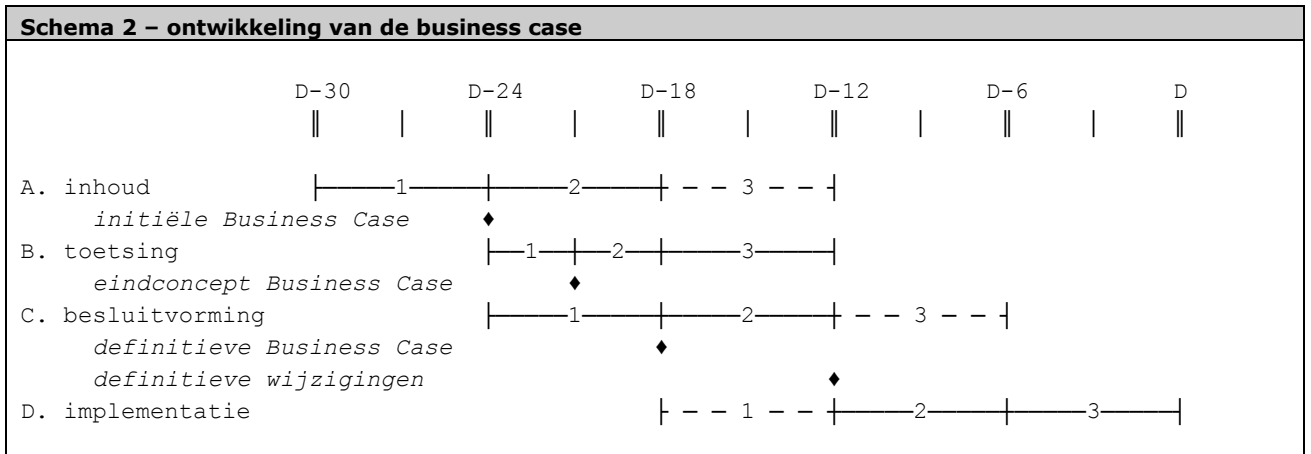 Schema 2 – ontwikkeling van de business case
D-30 D-24 D-18 D-12 D-6 D
A. inhoud 1 2 3
initiële Business Case
B. toetsing 1 2 3
eindconcept Business Case
C. besluitvorming 1 2 3
definitieve Business Case
definitieve wijzigingen
D. implementatie 1 2 3